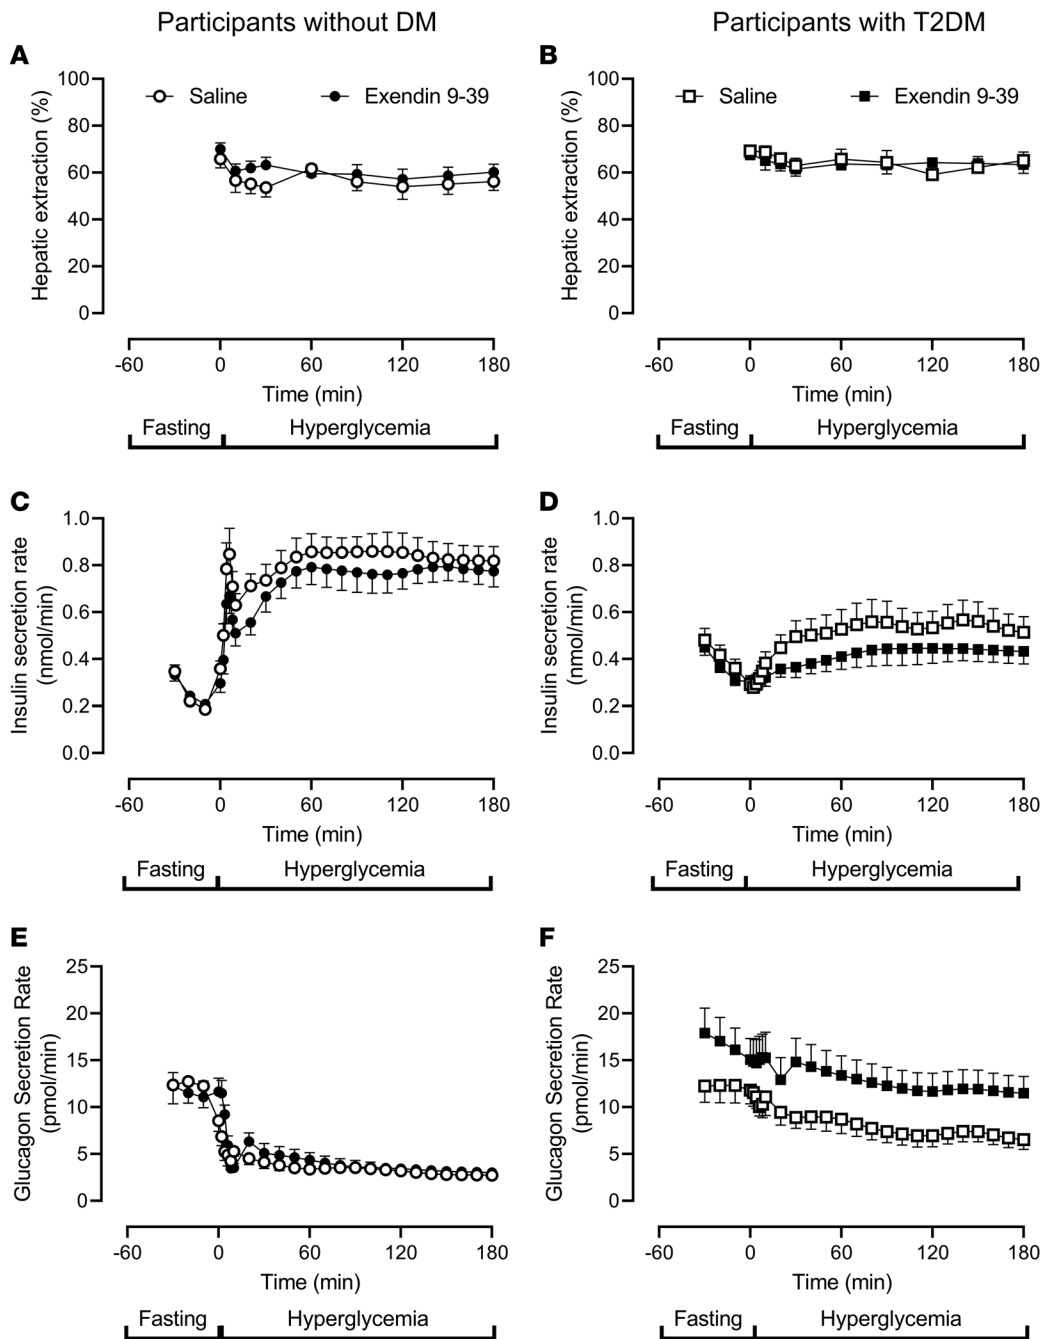 Participants without DM
Participants with T2DM
A
Hepatic extraction (%)
100
80
60
40
20
0
Saline
Exendin 9-39
-60
0
60
120
180
Time (min)
Fasting
Hyperglycemia
B
Hepatic extraction (%)
100
80
60
40
20
0
Saline
Exendin 9-39
-60
0
60
120
180
Time (min)
Fasting
Hyperglycemia
C
Insulin secretion rate
(nmol/min)
1.0
0.8
0.6
0.4
0.2
0.0
-60
0
60
120
180
Time (min)
Fasting
Hyperglycemia
D
Insulin secretion rate
(nmol/min)
1.0
0.8
0.6
0.4
0.2
0.0
-60
0
60
120
180
Time (min)
Fasting
Hyperglycemia
E
Glucagon Secretion Rate
(pmol/min)
25
20
15
10
5
0
-60
0
60
120
180
Time (min)
Fasting
Hyperglycemia
F
Glucagon Secretion Rate
(pmol/min)
25
20
15
10
5
0
-60
0
60
120
180
Time (min)
Fasting
Hyperglycemia